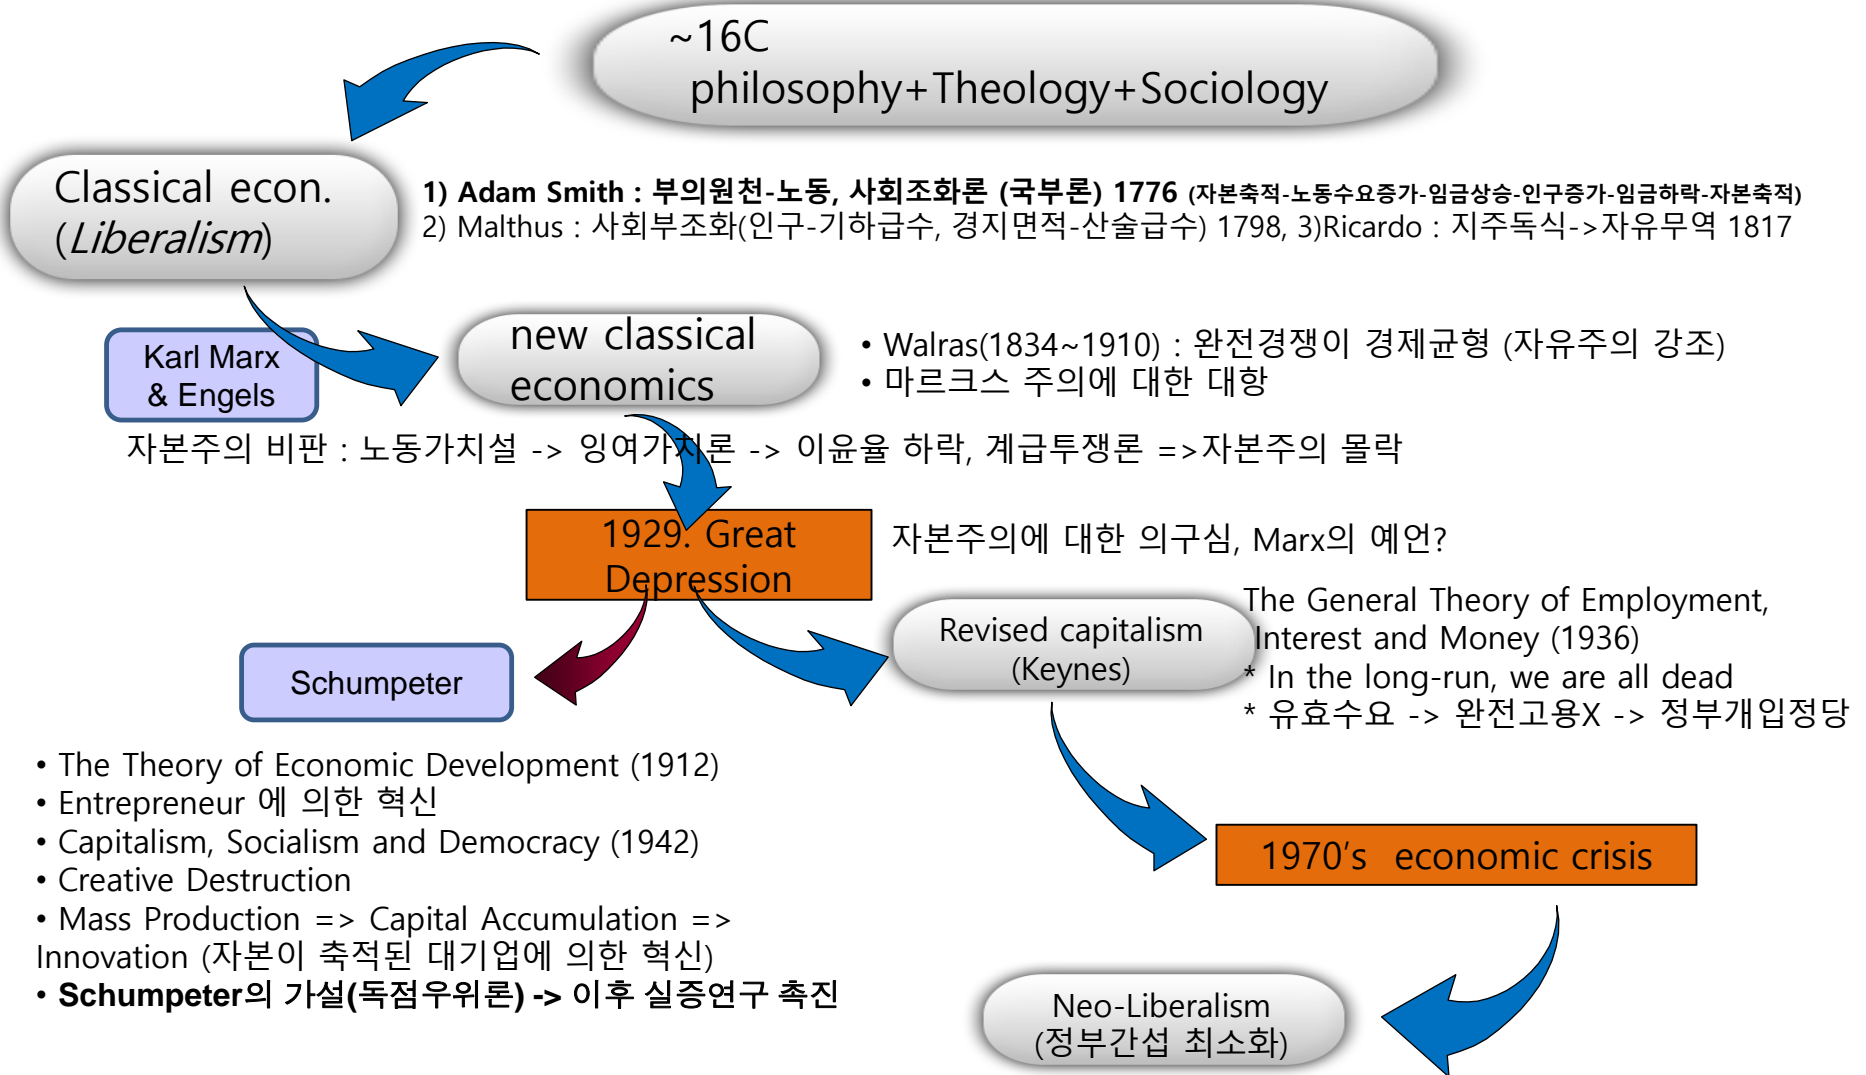 ~16C
philosophy+Theology+Sociology
Classical econ.
(Liberalism)
1) Adam Smith : 부의원천-노동, 사회조화론 (국부론) 1776 (자본축적-노동수요증가-임금상승-인구증가-임금하락-자본축적)
2) Malthus : 사회부조화(인구-기하급수, 경지면적-산술급수) 1798, 3)Ricardo : 지주독식->자유무역 1817
Karl Marx
& Engels
new classical
economics
• Walras(1834~1910) : 완전경쟁이 경제균형 (자유주의 강조)
• 마르크스 주의에 대한 대항
자본주의 비판 : 노동가치설 -> 잉여가치론 -> 이윤율 하락, 계급투쟁론 =>자본주의 몰락
1929. Great
Depression
자본주의에 대한 의구심, Marx의 예언?
Revised capitalism
(Keynes)
The General Theory of Employment,
Interest and Money (1936)
* In the long-run, we are all dead
* 유효수요 -> 완전고용X -> 정부개입정당
Schumpeter
• The Theory of Economic Development (1912)
• Entrepreneur 에 의한 혁신
• Capitalism, Socialism and Democracy (1942)
• Creative Destruction
• Mass Production => Capital Accumulation =>
Innovation (자본이 축적된 대기업에 의한 혁신)
• Schumpeter의 가설(독점우위론) -> 이후 실증연구 촉진
1970's economic crisis
Neo-Liberalism
(정부간섭 최소화)